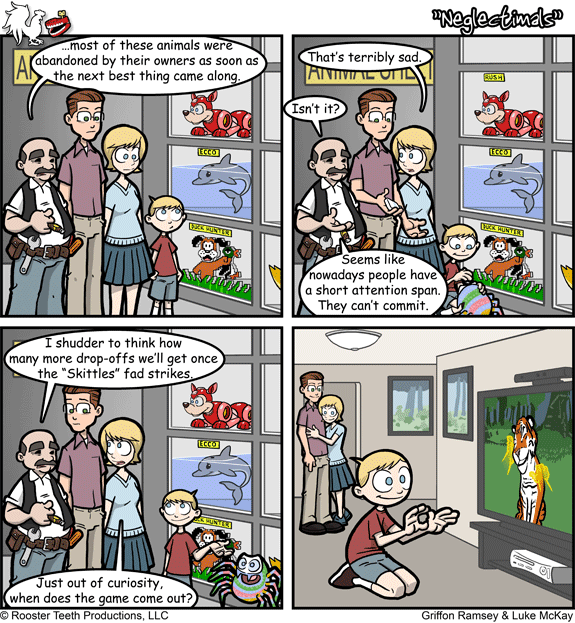 "Neglectimals"
...most of these animals were
abandoned by their owners as soon as
the next best thing came along.
ECCO
DUCK HUNTER
That's terribly sad.
ANIMAL SHE
Isn't it?
RUSH
ECCO
DUCK HUNTER
Seems like
nowadays people have
a short attention span.
They can't commit.
I shudder to think how
many more drop-offs we'll get once
the "Skittles" fad strikes.
ECCO
DUCK HUNTER
Just out of curiosity,
when does the game come out?
© Rooster Teeth Productions, LLC
Griffon Ramsey & Luke McKay